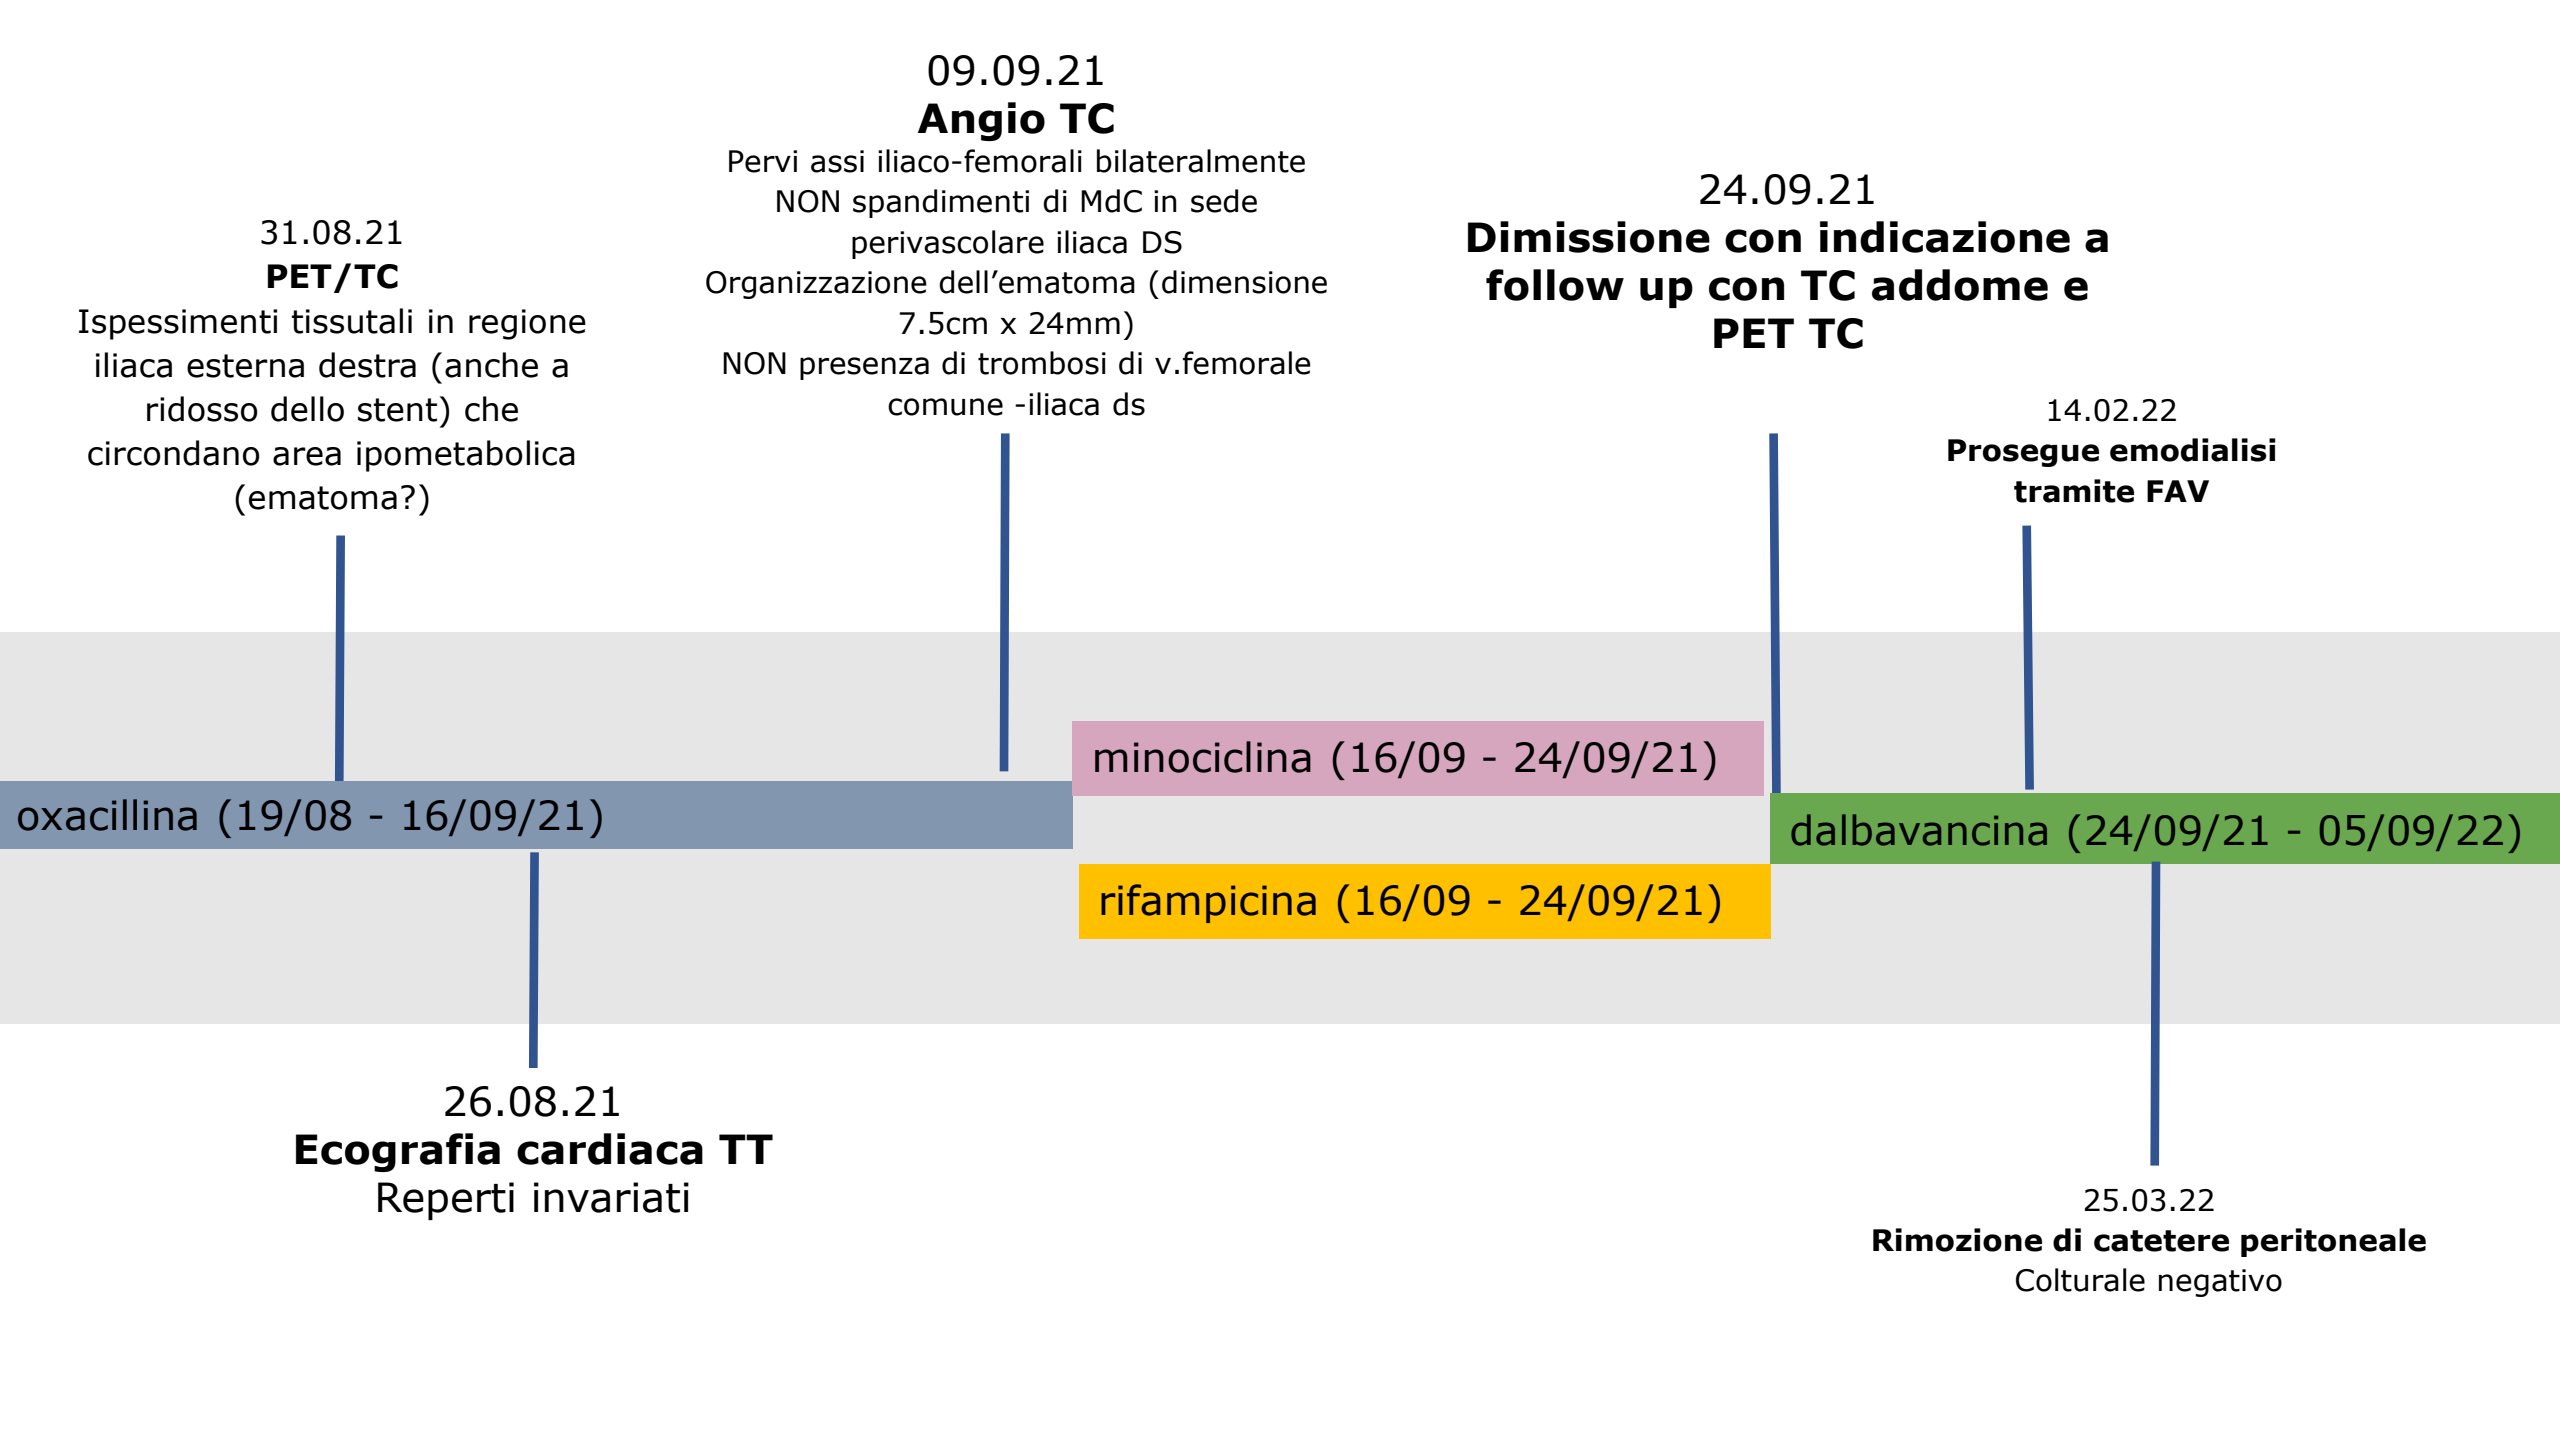 31.08.21
PET/TC
Ispessimenti tissutali in regione
iliaca esterna destra (anche a
ridosso dello stent) che
circondano area ipometabolica
(ematoma?)
09.09.21
Angio TC
Pervi assi iliaco-femorali bilateralmente
NON spandimenti di MdC in sede
perivascolare iliaca DS
Organizzazione dell’ematoma (dimensione
7.5cm x 24mm)
NON presenza di trombosi di v.femorale
comune -iliaca ds
24.09.21
Dimissione con indicazione a
follow up con TC addome e
PET TC
14.02.22
Prosegue emodialisi
tramite FAV
oxacillina (19/08 - 16/09/21)
minociclina (16/09 - 24/09/21)
rifampicina (16/09 - 24/09/21)
dalbavancina (24/09/21 - 05/09/22)
26.08.21
Ecografia cardiaca TT
Reperti invariati
25.03.22
Rimozione di catetere peritoneale
Colturale negativo